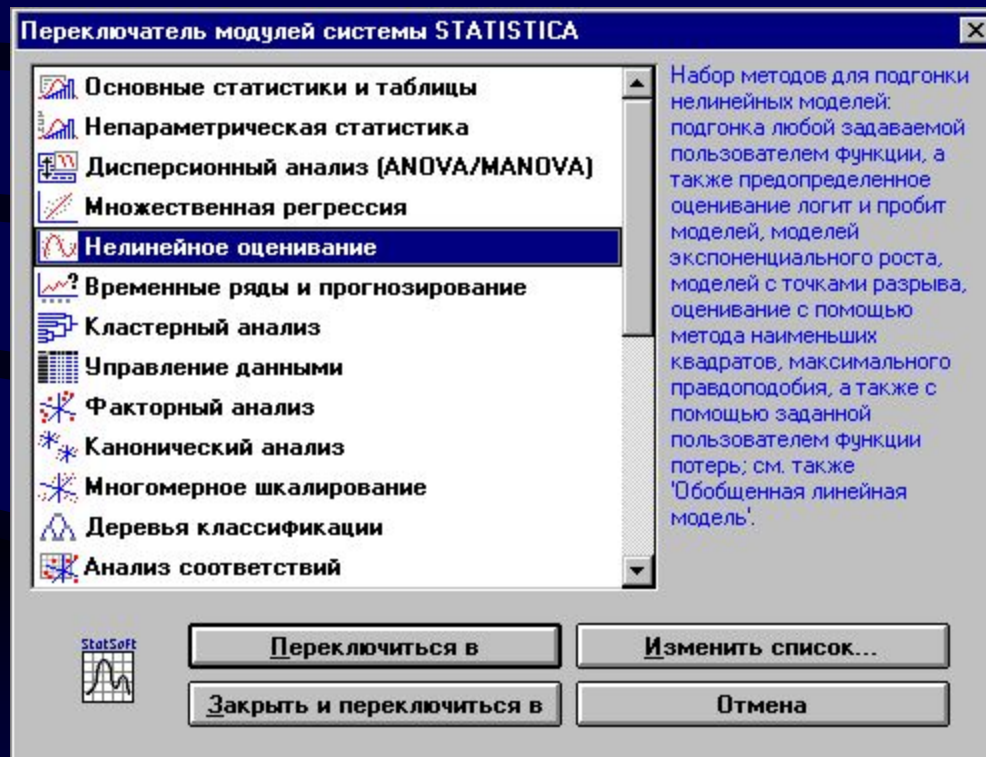 Переключатель модулей системы STATISTICA
Основные статистики и таблицы
Непараметрическая статистика
Дисперсионный анализ (ANOVA/MANOVA)
Множественная регрессия
Нелинейное оценивание
Временные ряды и прогнозирование
Кластерный анализ
Управление данными
Факторный анализ
Канонический анализ
Многомерное шкалирование
Деревья классификации
Анализ соответствий
Набор методов для подгонки
нелинейных моделей:
подгонка любой задаваемой
пользователем функции, а
также предопределенное
оценивание логит и пробит
моделей, моделей
экспоненциального роста,
моделей с точками разрыва,
оценивание с помощью
метода наименьших
квадратов, максимального
правдоподобия, а также с
помощью заданной
пользователем функции
потерь; см. также
'Обобщенная линейная
модель'.
StatSoft
Переключиться в
Изменить список...
Закрыть и переключиться в
Отмена